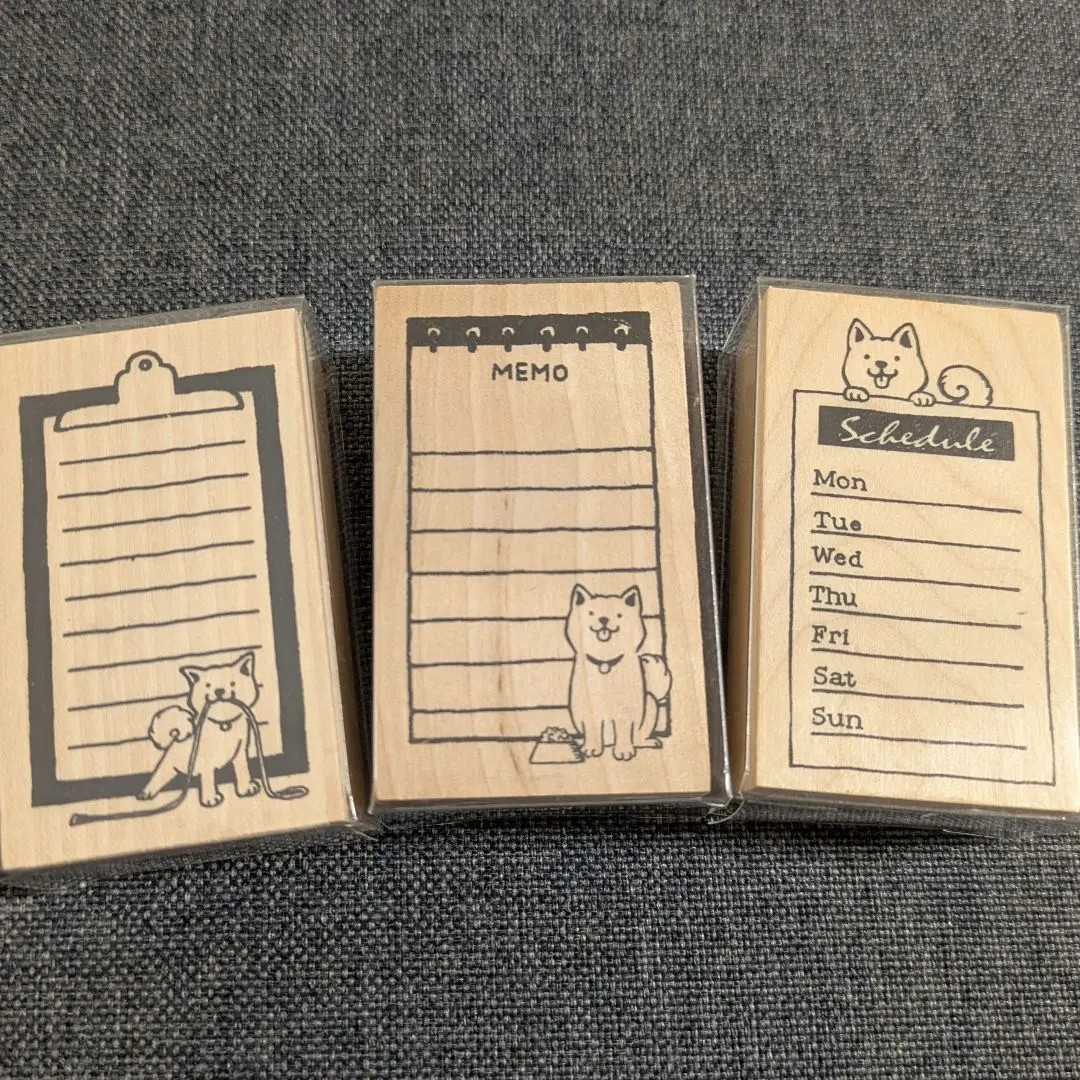 MEMO
Schedule
Mon
Tue
Wed
Thu
Fri
Sat
Sun